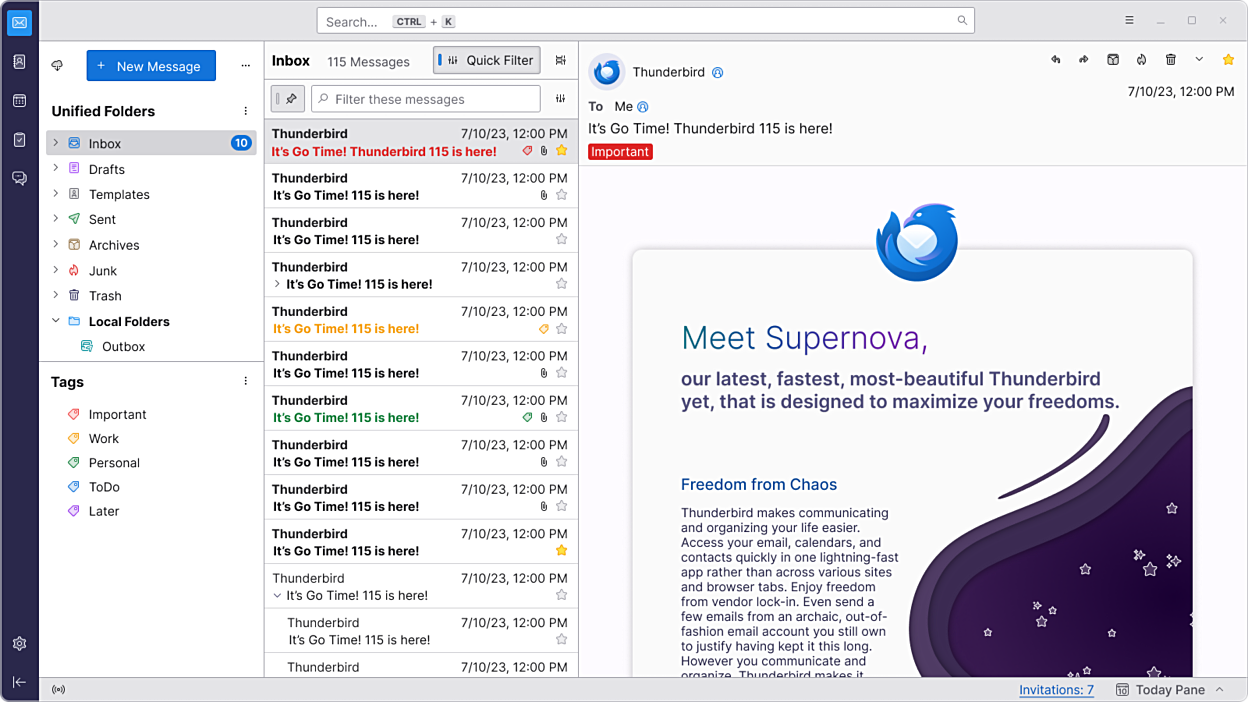 Search... CTRL + K
New Message
Unified Folders
Inbox 10
Drafts
Templates
Sent
Archives
Junk
Trash
Local Folders
Outbox
Tags
Important
Work
Personal
ToDo
Later
Inbox 115 Messages Quick Filter
Filter these messages
Thunderbird 7/10/23, 12:00 PM
It's Go Time! Thunderbird 115 is here!
Thunderbird 7/10/23, 12:00 PM
It's Go Time! 115 is here!
Thunderbird 7/10/23, 12:00 PM
It's Go Time! 115 is here!
Thunderbird 7/10/23, 12:00 PM
It's Go Time! 115 is here!
Thunderbird 7/10/23, 12:00 PM
It's Go Time! 115 is here!
Thunderbird 7/10/23, 12:00 PM
It's Go Time! 115 is here!
Thunderbird 7/10/23, 12:00 PM
It's Go Time! 115 is here!
Thunderbird 7/10/23, 12:00 PM
It's Go Time! 115 is here!
Thunderbird 7/10/23, 12:00 PM
It's Go Time! 115 is here!
Thunderbird 7/10/23, 12:00 PM
It's Go Time! 115 is here!
Thunderbird 7/10/23, 12:00 PM
It's Go Time! 115 is here!
Thunderbird 7/10/23, 12:00 PM
It's Go Time! 115 is here!
Thunderbird 7/10/23, 12:00 PM
Thunderbird
7/10/23, 12:00 PM
To Me
It's Go Time! Thunderbird 115 is here!
Important
Meet Supernova,
our latest, fastest, most-beautiful Thunderbird
yet, that is designed to maximize your freedoms.
Freedom from Chaos
Thunderbird makes communicating
and organizing your life easier.
Access your email, calendars, and
contacts quickly in one lightning-fast
app rather than across various sites
and browser tabs. Enjoy freedom
from vendor lock-in. Even send a
few emails from an archaic, out-of-
fashion email account you still own
to justify having kept it this long.
However you communicate and
organize, Thunderbird makes it
Invitations: 7
10 Today Pane